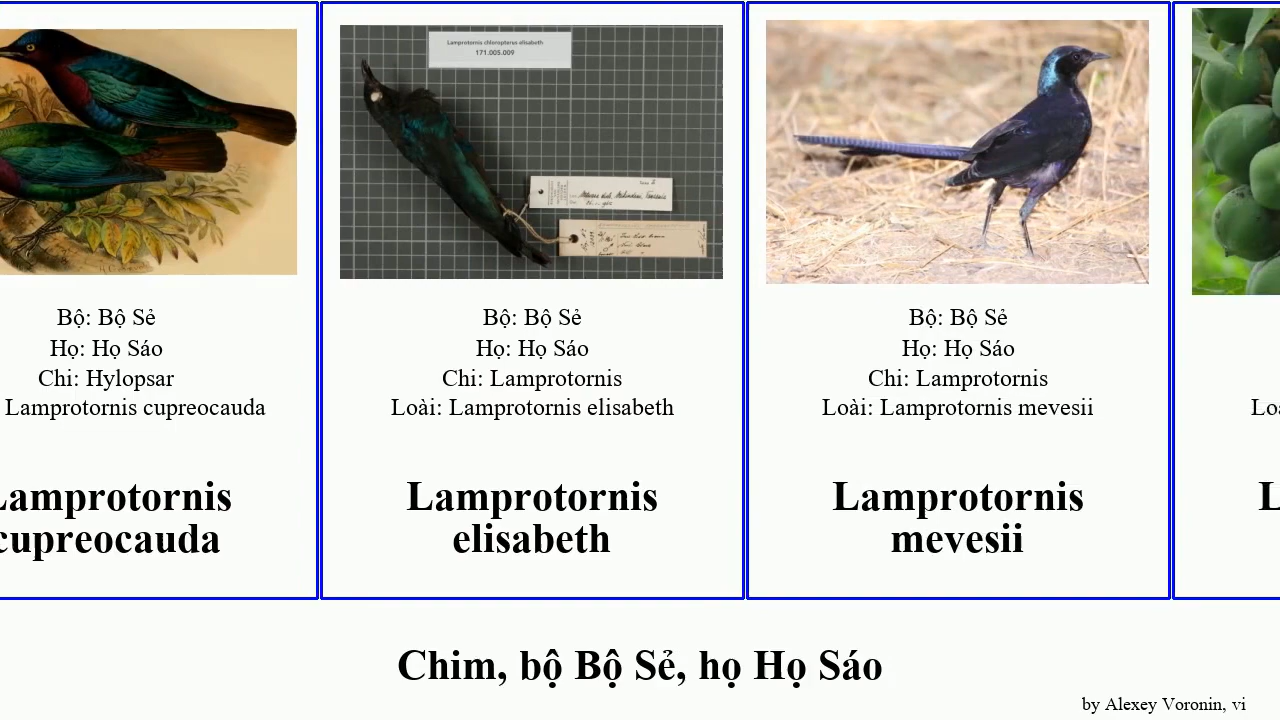 Lamprotornis chloropterus elisabeth
171.005.009
Bộ: Bộ Sẻ
Họ: Họ Sáo
Chi: Hylopsar
Lamprotornis cupreocauda
Lamprotornis
cupreocauda
Bộ: Bộ Sẻ
Họ: Họ Sáo
Chi: Lamprotornis
Loài: Lamprotornis elisabeth
Lamprotornis
elisabeth
Bộ: Bộ Sẻ
Họ: Họ Sáo
Chi: Lamprotornis
Loài: Lamprotornis mevesii
Lamprotornis
mevesii
Chim, bộ Bộ Sẻ, họ Họ Sáo
by Alexey Voronin, vi